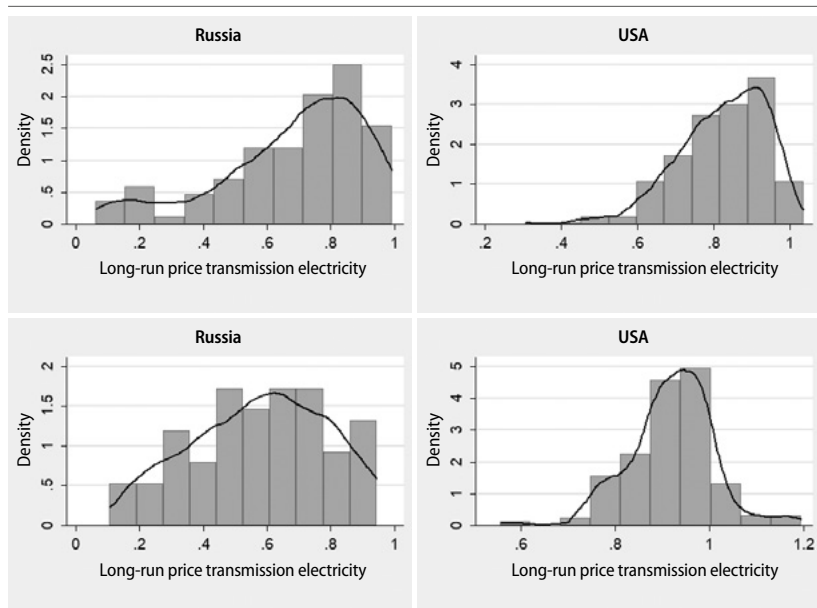 Russia
2.5
2
1.5
1
.5
0
Density
0 .2 .4 .6 .8 1
Long-run price transmission electricity
USA
4
3
2
1
0
Density
.2 .4 .6 .8 1
Long-run price transmission electricity
Russia
2
1.5
1
.5
0
Density
0 .2 .4 .6 .8 1
Long-run price transmission electricity
USA
5
4
3
2
1
0
Density
.6 .8 1 1.2
Long-run price transmission electricity